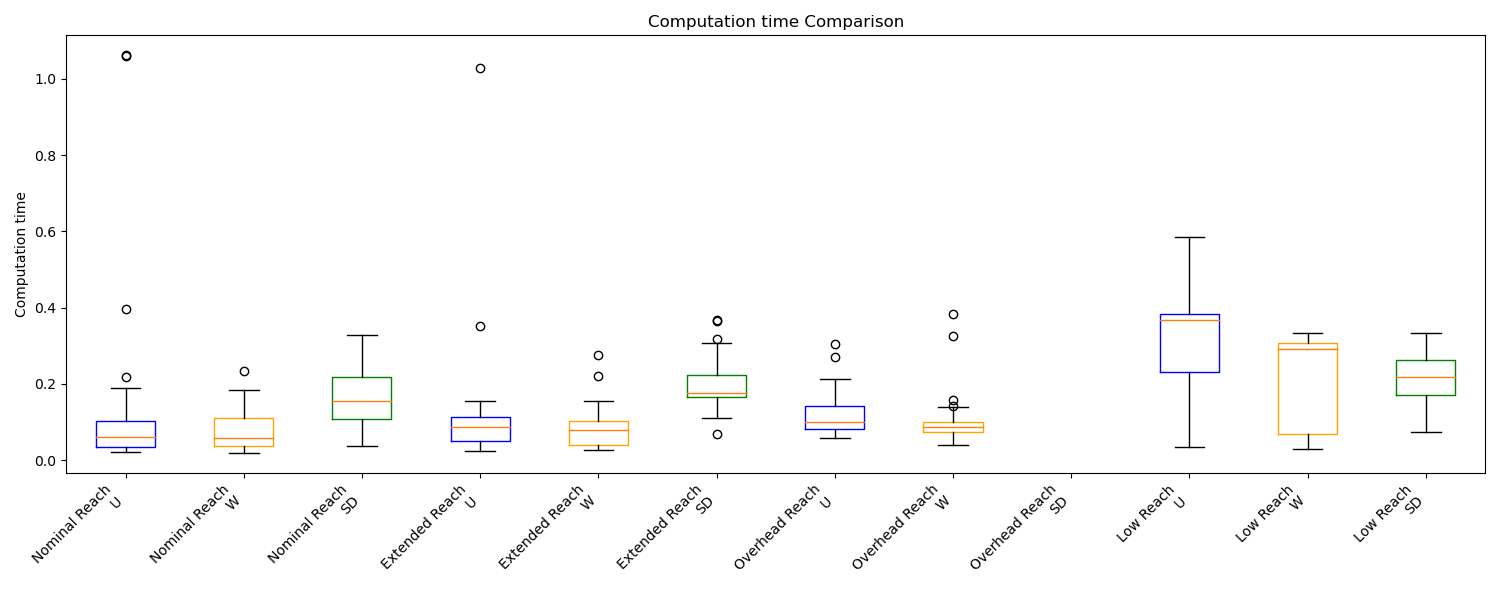 Computation time Comparison
Computation time
1.0
0.8
0.6
0.4
0.2
0.0
Nominal Reach
U
Nominal Reach
W
Nominal Reach
SD
Extended Reach
U
Extended Reach
W
Extended Reach
SD
Overhead Reach
U
Overhead Reach
W
Overhead Reach
SD
Low Reach
U
Low Reach
W
Low Reach
SD